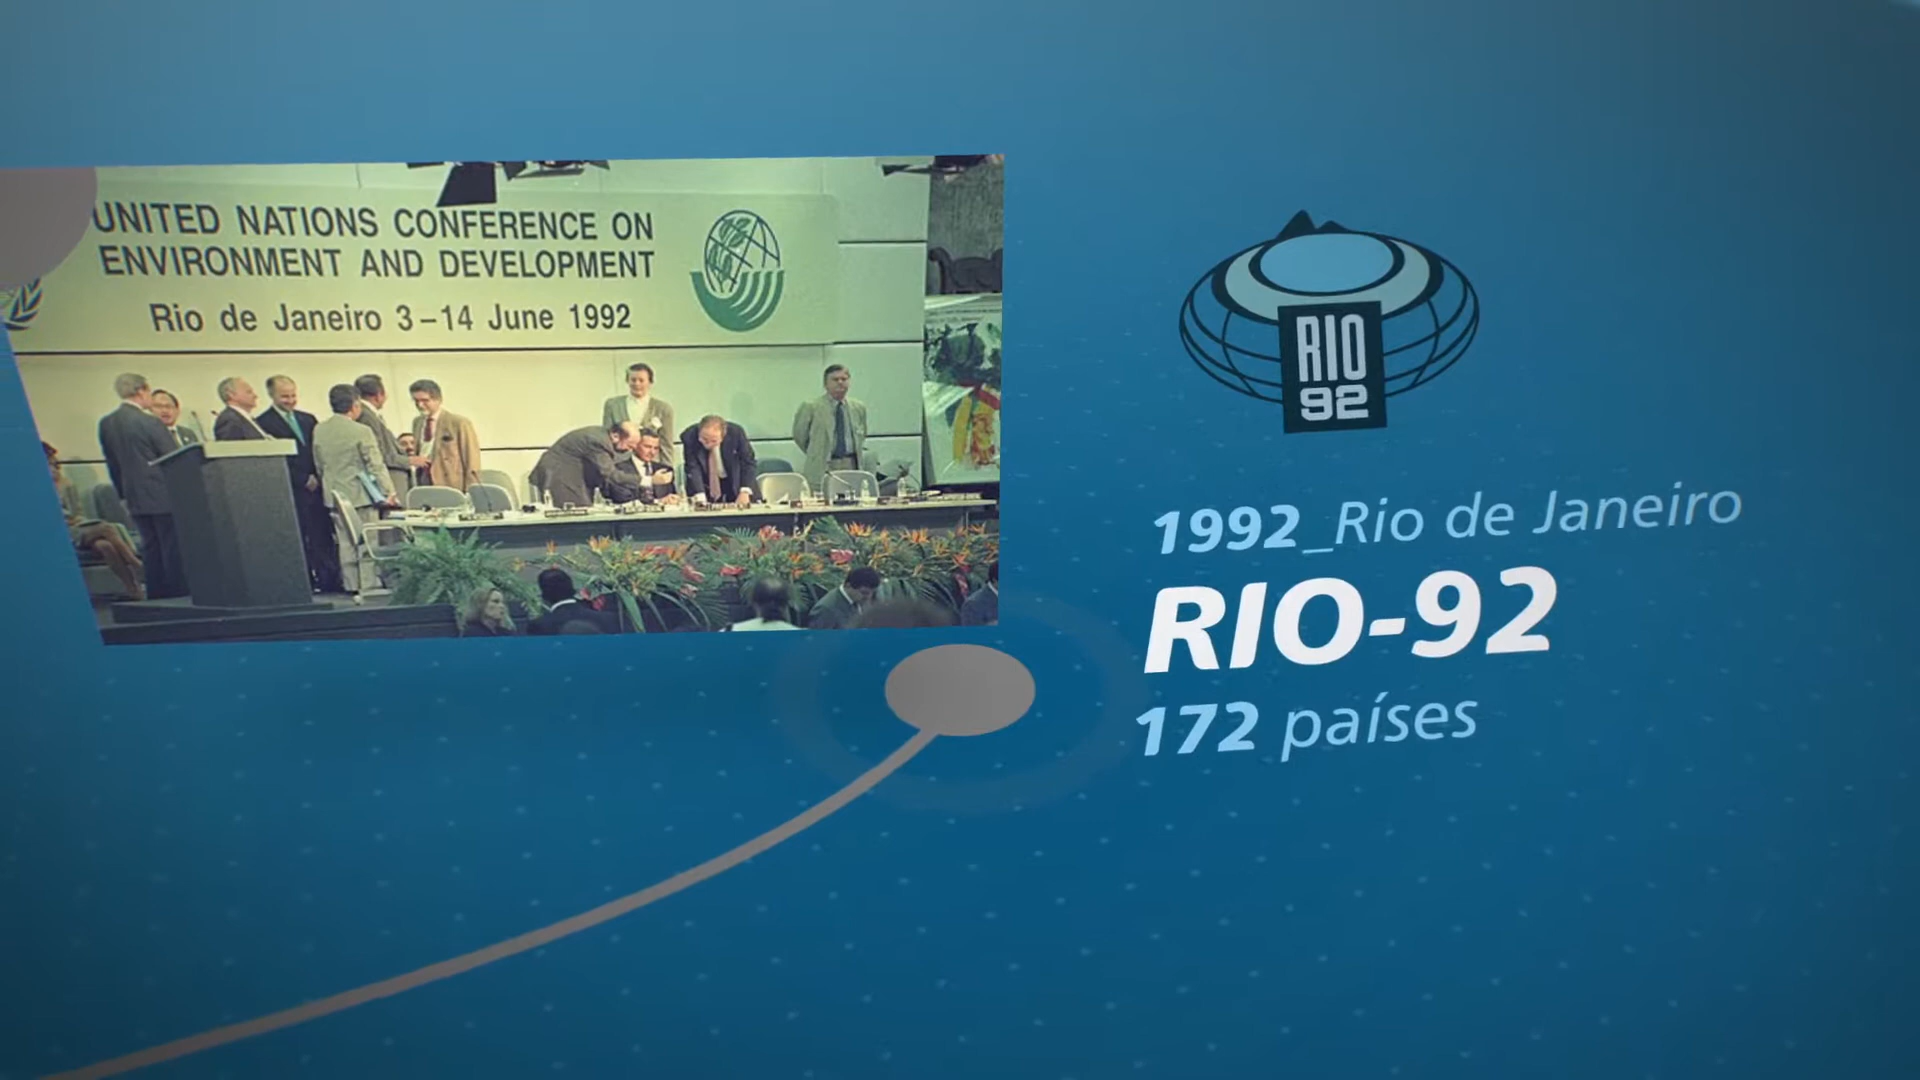 UNITED NATIONS CONFERENCE ON
ENVIRONMENT AND DEVELOPMENT
Rio de Janeiro 3-14 June 1992
RIO
92
1992_Rio de Janeiro
RIO-92
172 países